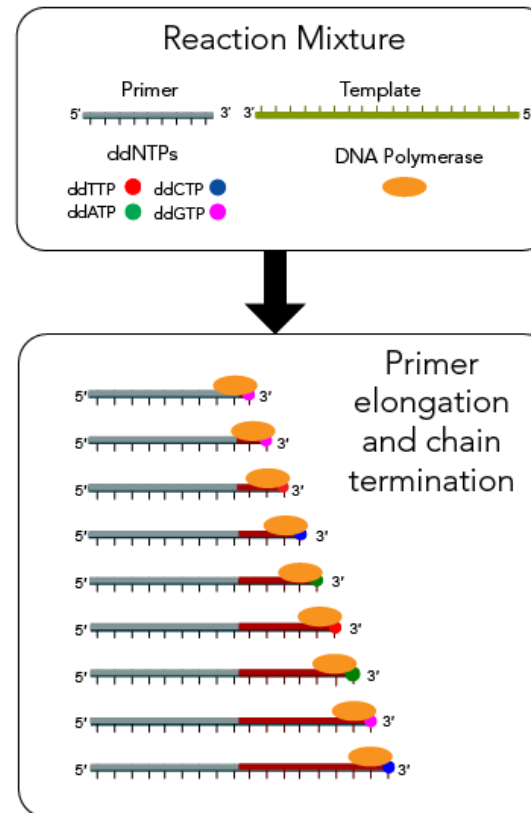 Reaction Mixture
Primer Template
5′ 3′ 3′ 5′
ddNTPs
DNA Polymerase
ddTTP ddCTP
ddATP ddGTP
Primer
elongation
and chain
termination
5′ 3′
5′ 3′
5′ 3′
5′ 3′
5′ 3′
5′ 3′
5′ 3′
5′ 3′
5′ 3′